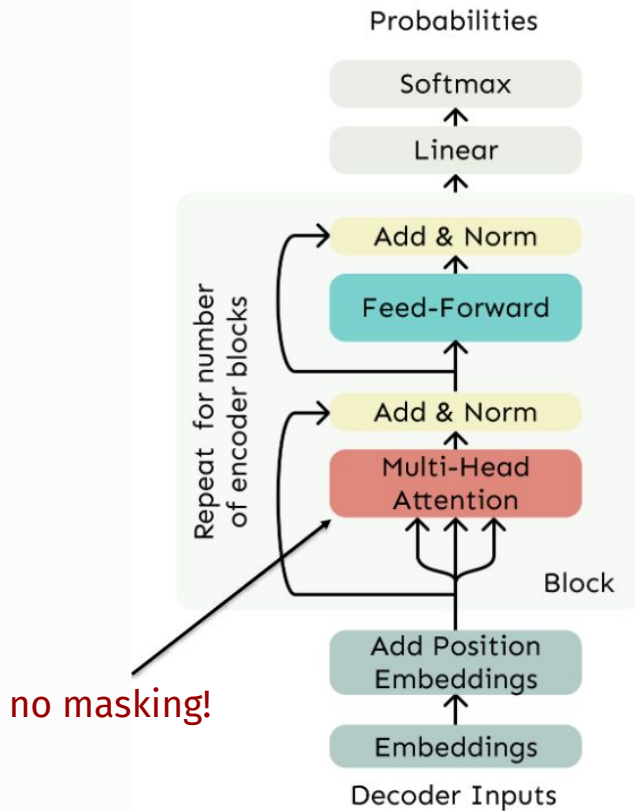 Probabilities
Softmax
Linear
Add & Norm
Feed-Forward
Repeat for number
of encoder blocks
Add & Norm
Multi-Head
Attention
Block
Add Position
Embeddings
no masking!
Embeddings
Decoder Inputs